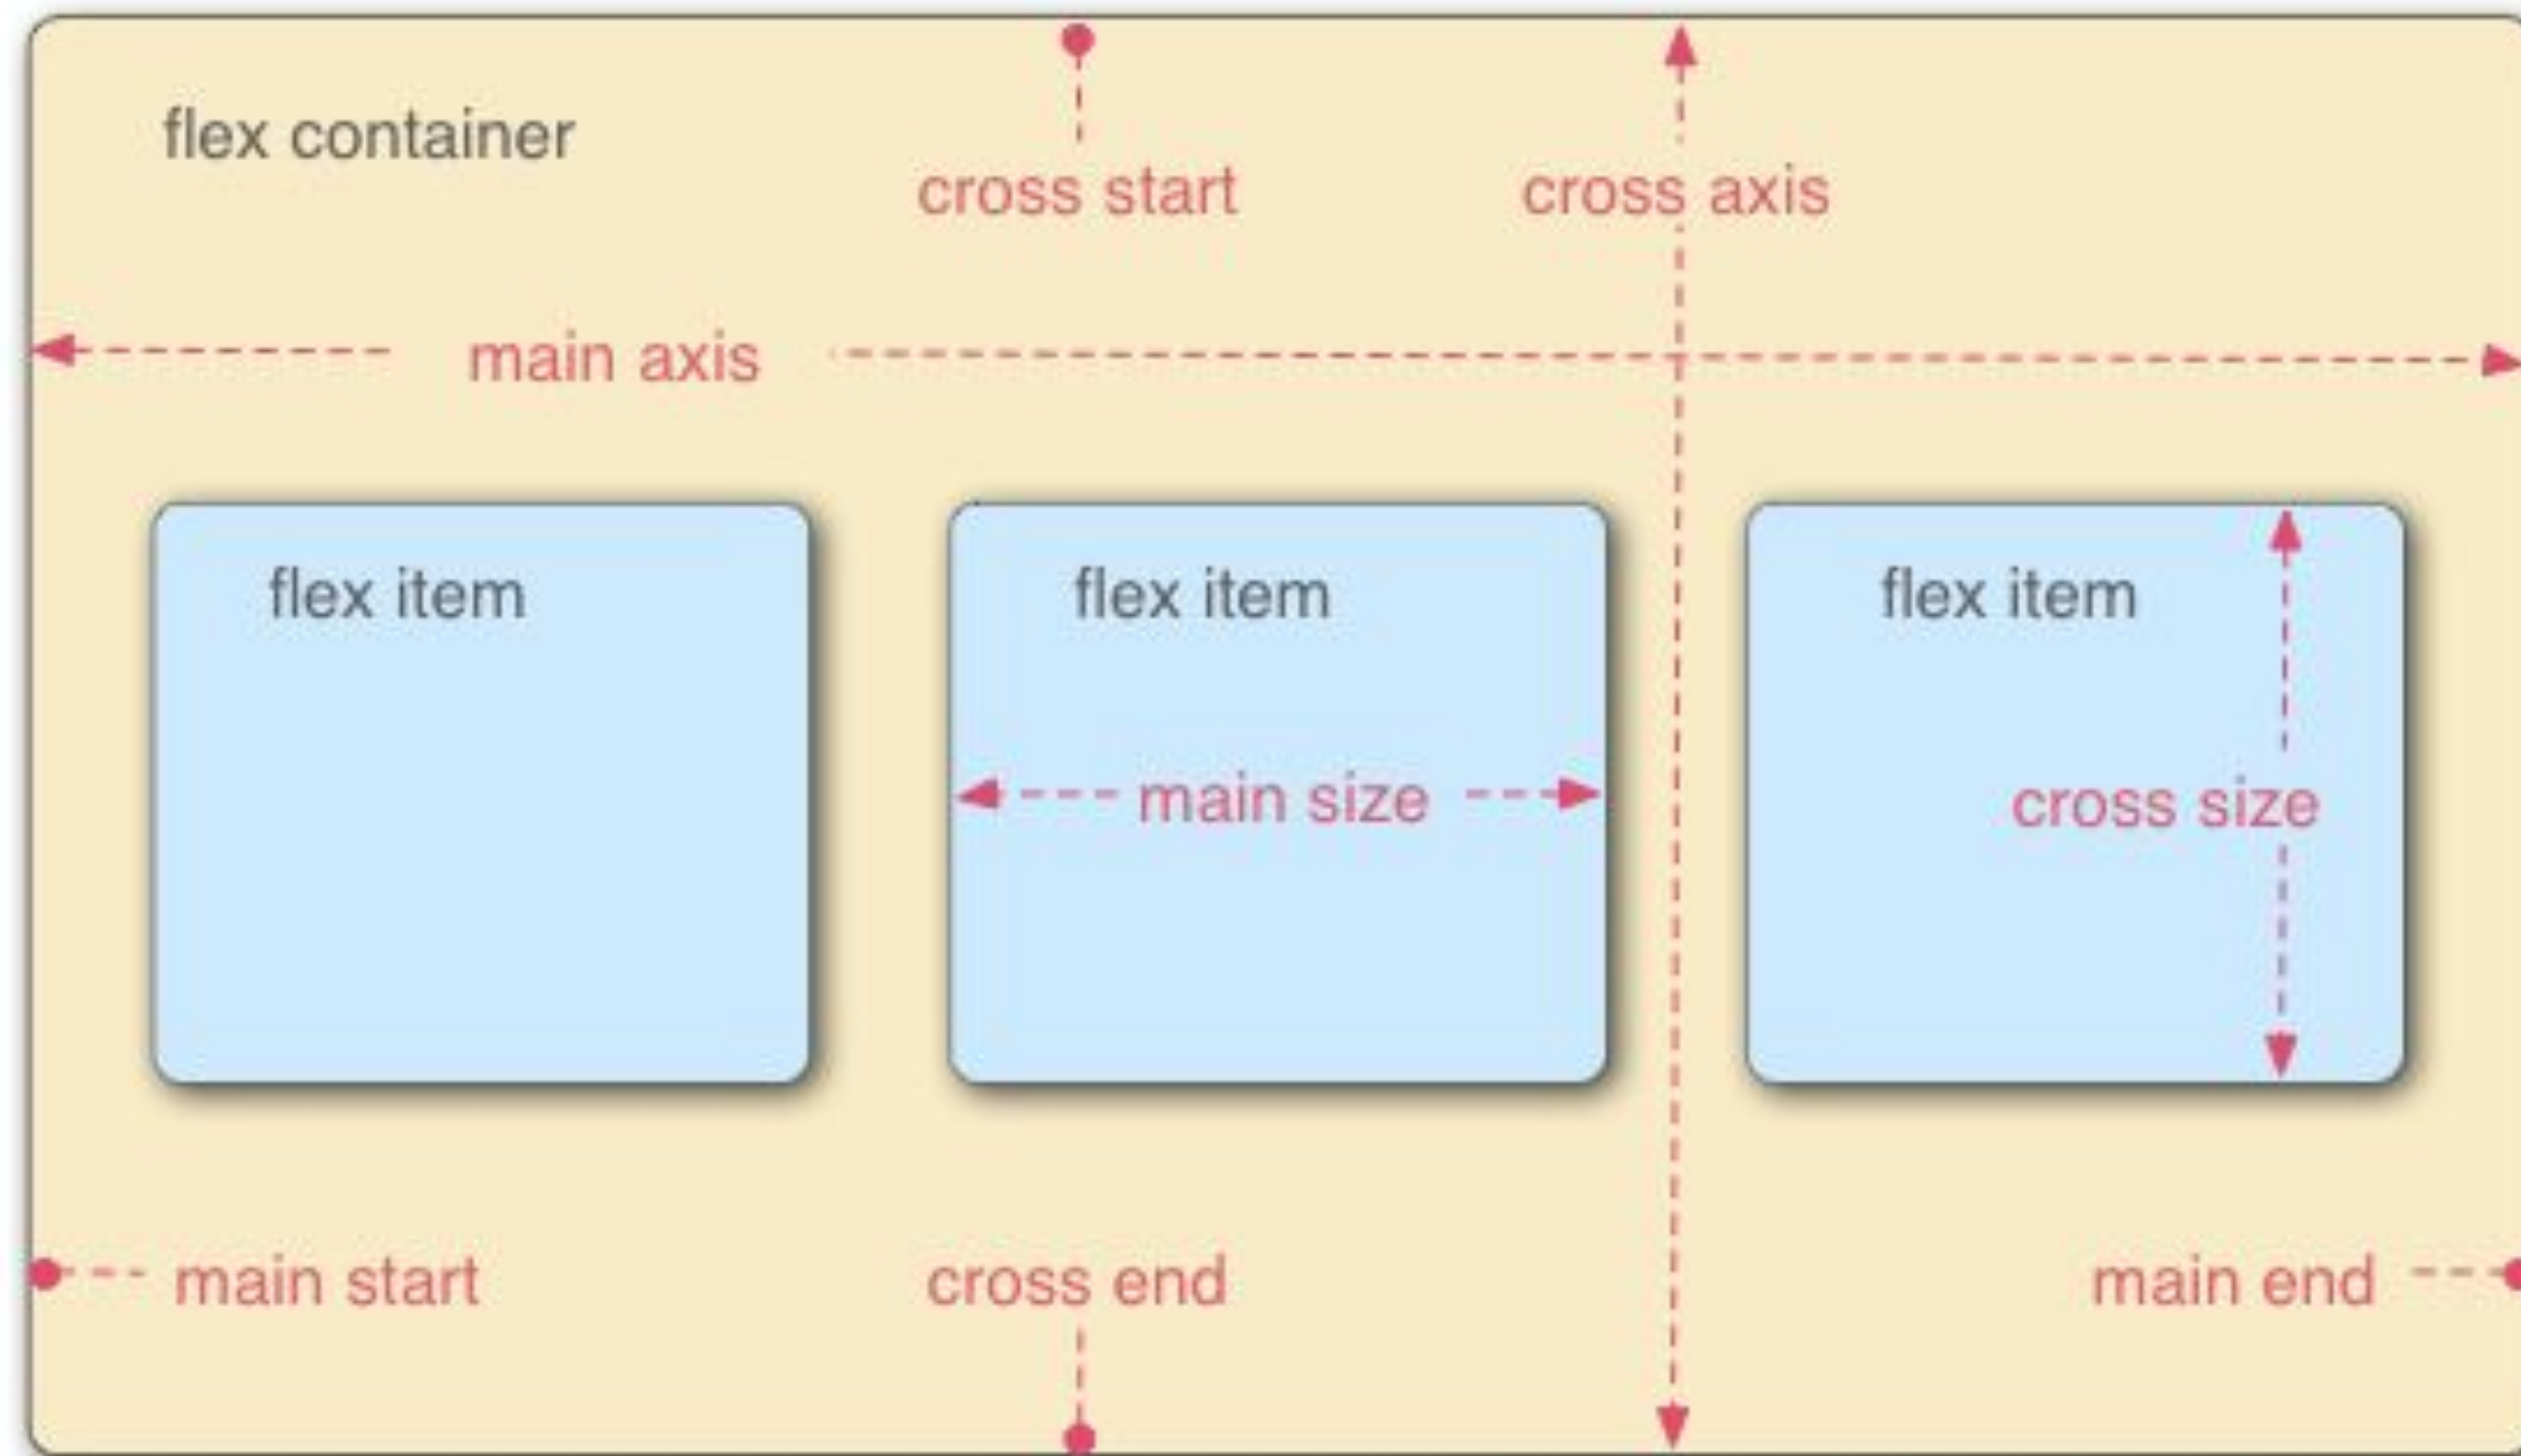 flex container
cross start
cross axis
main axis
flex item
flex item
flex item
main size
cross size
main start
cross end
main end